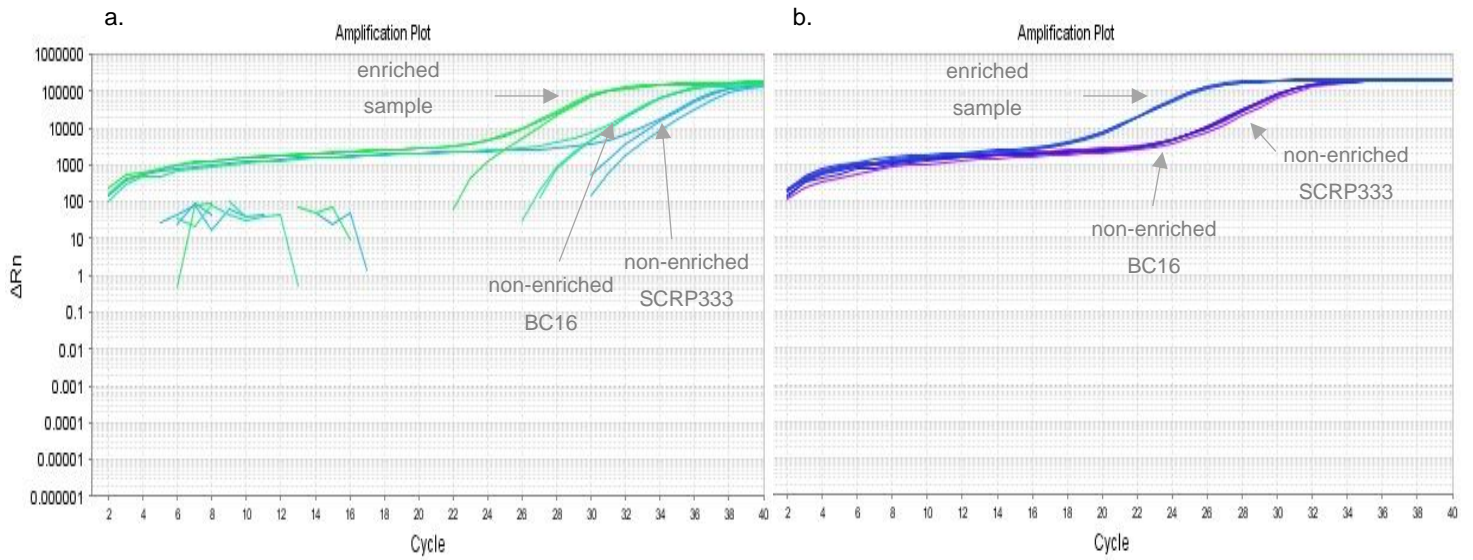 a.
Amplification Plot
1000000
100000
10000
1000
100
10
1
0.1
0.01
0.001
0.0001
0.00001
0.000001
ΔRn
enriched
sample
non-enriched
BC16
non-enriched
SCRP333
2 4 6 8 10 12 14 16 18 20 22 24 26 28 30 32 34 36 38 40
Cycle
b.
Amplification Plot
enriched
sample
non-enriched
SCRP333
non-enriched
BC16
2 4 6 8 10 12 14 16 18 20 22 24 26 28 30 32 34 36 38 40
Cycle